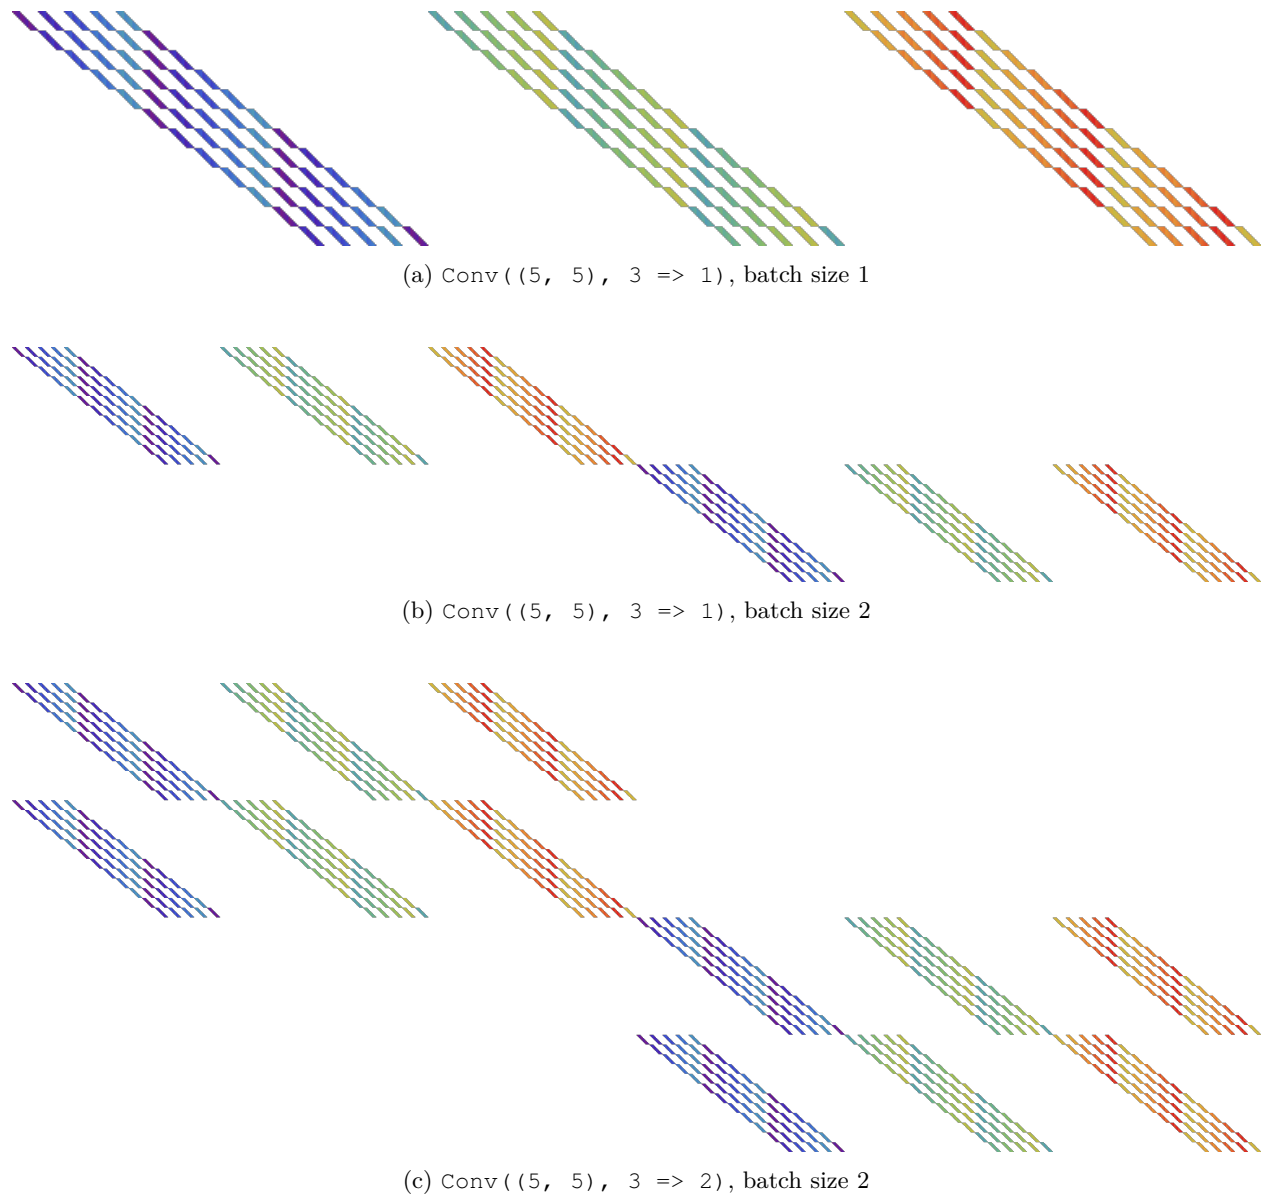 (a) Conv((5, 5), 3 => 1), batch size 1
(b) Conv((5, 5), 3 => 1), batch size 2
(c) Conv((5, 5), 3 => 2), batch size 2